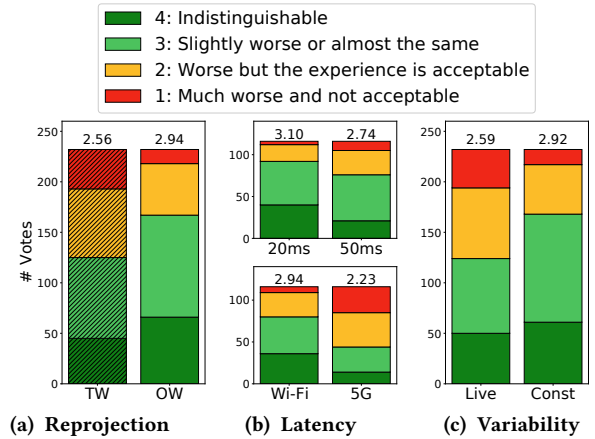 4: Indistinguishable
3: Slightly worse or almost the same
2: Worse but the experience is acceptable
1: Much worse and not acceptable
# Votes
250
200
150
100
50
0
2.56
2.94
TW
OW
(a) Reprojection
100
50
0
3.10
2.74
20ms
50ms
100
50
0
2.94
2.23
Wi-Fi
5G
(b) Latency
250
200
150
100
50
0
2.59
2.92
Live
Const
(c) Variability